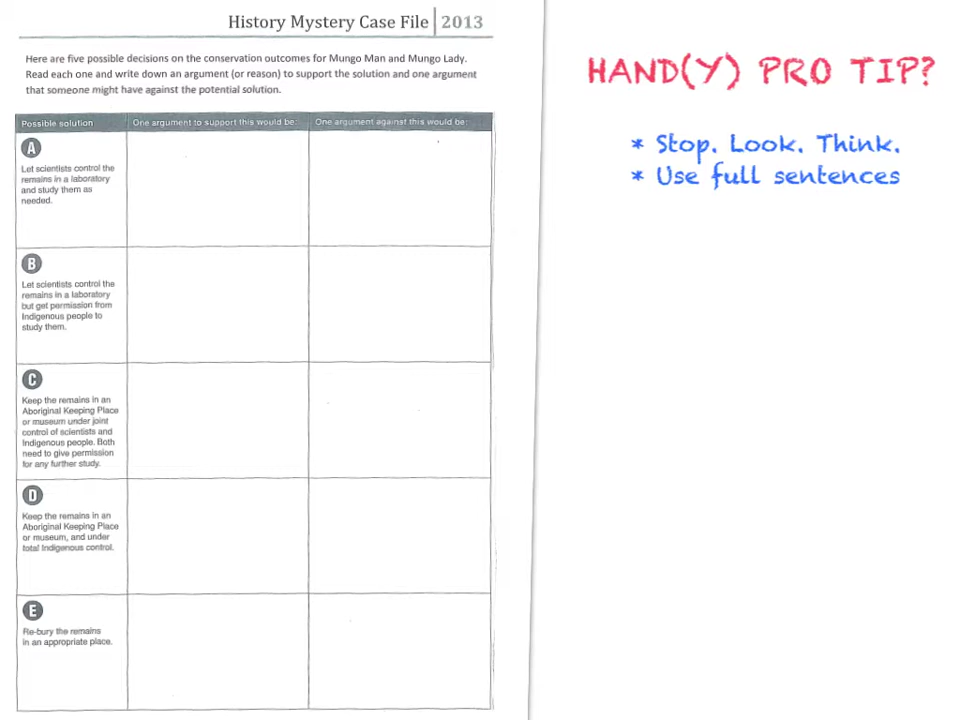 History Mystery Case File | 2013
Here are five possible decisions on the conservation outcomes for Mungo Man and Mungo Lady.
Read each one and write down an argument (or reason) to support the solution and one argument
that someone might have against the potential solution.
Possible solution
One argument to support this would be:
One argument against this would be:
A
Let scientists control the
remains in a laboratory
and study them as
needed.
B
Let scientists control the
remains in a laboratory
but get permission from
Indigenous people to
study them.
C
Keep the remains in an
Aboriginal Keeping Place
or museum under joint
control of scientists and
Indigenous people. Both
need to give permission
for any further study.
D
Keep the remains in an
Aboriginal Keeping Place
or museum, and under
total Indigenous control.
E
Re-bury the remains
in an appropriate place.
HAND(Y) PRO TIP?
* Stop. Look. Think.
* Use full sentences